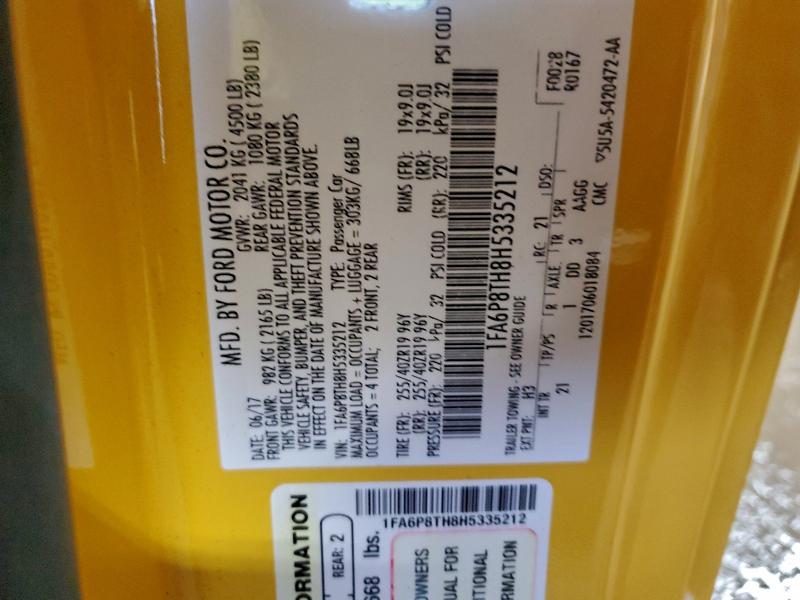 MFD. BY FORD MOTOR CO.
DATE: 06/17 GVWR: 2041 KG ( 4500 LB)
FRONT GAWR: 982 KG ( 2165 LB) REAR GAWR: 1080 KG ( 2380 LB)
THIS VEHICLE CONFORMS TO ALL APPLICABLE FEDERAL MOTOR
VEHICLE SAFETY, BUMPER, AND THEFT PREVENTION STANDARDS
IN EFFECT ON THE DATE OF MANUFACTURE SHOWN ABOVE.
VIN: 1FA6P8TH8H5335212 TYPE: Passenger Car
MAXIMUM LOAD = OCCUPANTS + LUGGAGE = 303KG/ 668LB
OCCUPANTS = 4 TOTAL; 2 FRONT, 2 REAR
TIRE (FR): 255/40ZR19 96Y RIMS (FR): 19x9.0J
(RR): 255/40ZR19 96Y (RR): 19x9.0J
PRESSURE (FR): 220 kPa/ 32 PSI COLD (RR): 220 kPa/ 32 PSI COLD
1FA6P8TH8H5335212
TRAILER TOWING - SEE OWNER GUIDE
EXT PNT: H3 RC: 21 DSO: F0028
R0167
INT TR TP/PS R AXLE TR SPR
21 1 DD 3 AAGG
CMC
1201706018084
▽5U5A-5420472-AA
ORMATION
REAR: 2
668 lbs.
1FA6P8TH8H5335212
OWNERS
UAL FOR
ITIONAL
RMATION